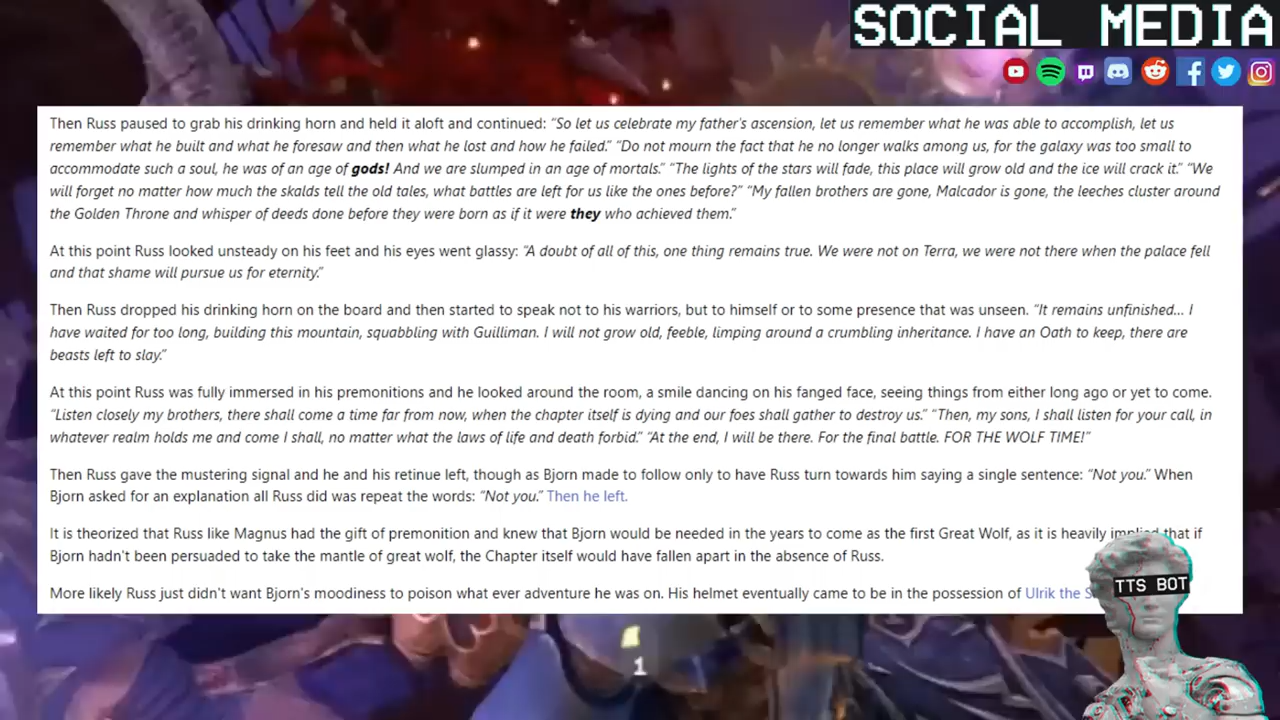 SOCIAL MEDIA
Then Russ paused to grab his drinking horn and held it aloft and continued: “So let us celebrate my father's ascension, let us remember what he was able to accomplish, let us
remember what he built and what he foresaw and then what he lost and how he failed.” “Do not mourn the fact that he no longer walks among us, for the galaxy was too small to
accommodate such a soul, he was of an age of gods! And we are slumped in an age of mortals.” “The lights of the stars will fade, this place will grow old and the ice will crack it.” “We
will forget no matter how much the skalds tell the old tales, what battles are left for us like the ones before?” “My fallen brothers are gone, Malcador is gone, the leeches cluster around
the Golden Throne and whisper of deeds done before they were born as if it were they who achieved them.”
At this point Russ looked unsteady on his feet and his eyes went glassy: “A doubt of all of this, one thing remains true. We were not on Terra, we were not there when the palace fell
and that shame will pursue us for eternity.”
Then Russ dropped his drinking horn on the board and then started to speak not to his warriors, but to himself or to some presence that was unseen. “It remains unfinished... I
have waited for too long, building this mountain, squabbling with Guilliman. I will not grow old, feeble, limping around a crumbling inheritance. I have an Oath to keep, there are
beasts left to slay.”
At this point Russ was fully immersed in his premonitions and he looked around the room, a smile dancing on his fanged face, seeing things from either long ago or yet to come.
“Listen closely my brothers, there shall come a time far from now, when the chapter itself is dying and our foes shall gather to destroy us.” “Then, my sons, I shall listen for your call, in
whatever realm holds me and come I shall, no matter what the laws of life and death forbid.” “At the end, I will be there. For the final battle. FOR THE WOLF TIME!”
Then Russ gave the mustering signal and he and his retinue left, though as Bjorn made to follow only to have Russ turn towards him saying a single sentence: “Not you.” When
Bjorn asked for an explanation all Russ did was repeat the words: “Not you.” Then he left.
It is theorized that Russ like Magnus had the gift of premonition and knew that Bjorn would be needed in the years to come as the first Great Wolf, as it is heavily implied that if
Bjorn hadn't been persuaded to take the mantle of great wolf, the Chapter itself would have fallen apart in the absence of Russ.
More likely Russ just didn't want Bjorn's moodiness to poison what ever adventure he was on. His helmet eventually came to be in the possession of Ulrik the
TTS BOT
1